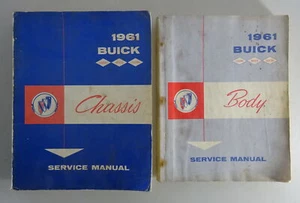 1961
BUICK
Chassis
SERVICE MANUAL
1961
BUICK
Body
SERVICE MANUAL